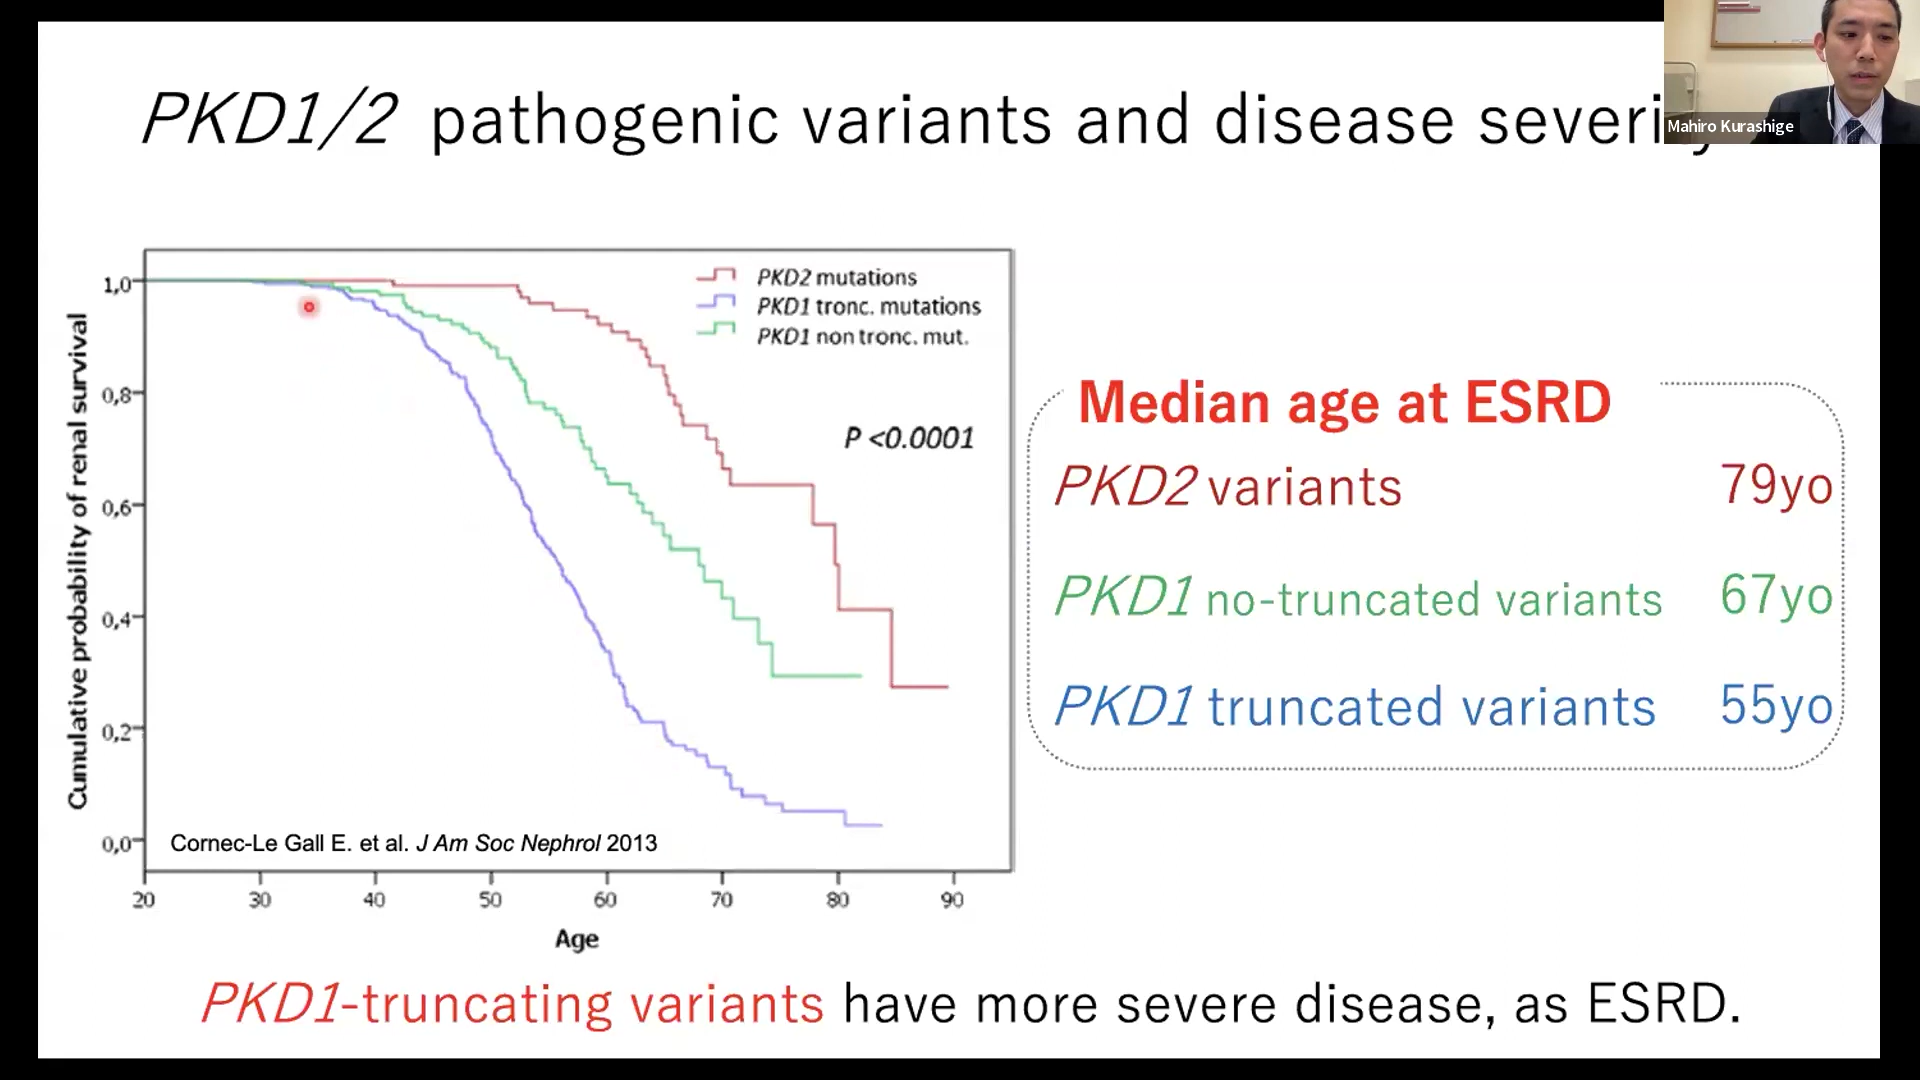 PKD1/2 pathogenic variants and disease severi
Mahiro Kurashige
PKD2 mutations
PKD1 tronc. mutations
PKD1 non tronc. mut.
P <0.0001
Cumulative probability of renal survival
1,0
0,8
0,6
0,4
0,2
0,0
Cornec-Le Gall E. et al. J Am Soc Nephrol 2013
20 30 40 50 60 70 80 90
Age
Median age at ESRD
PKD2 variants 79yo
PKD1 no-truncated variants 67yo
PKD1 truncated variants 55yo
PKD1-truncating variants have more severe disease, as ESRD.